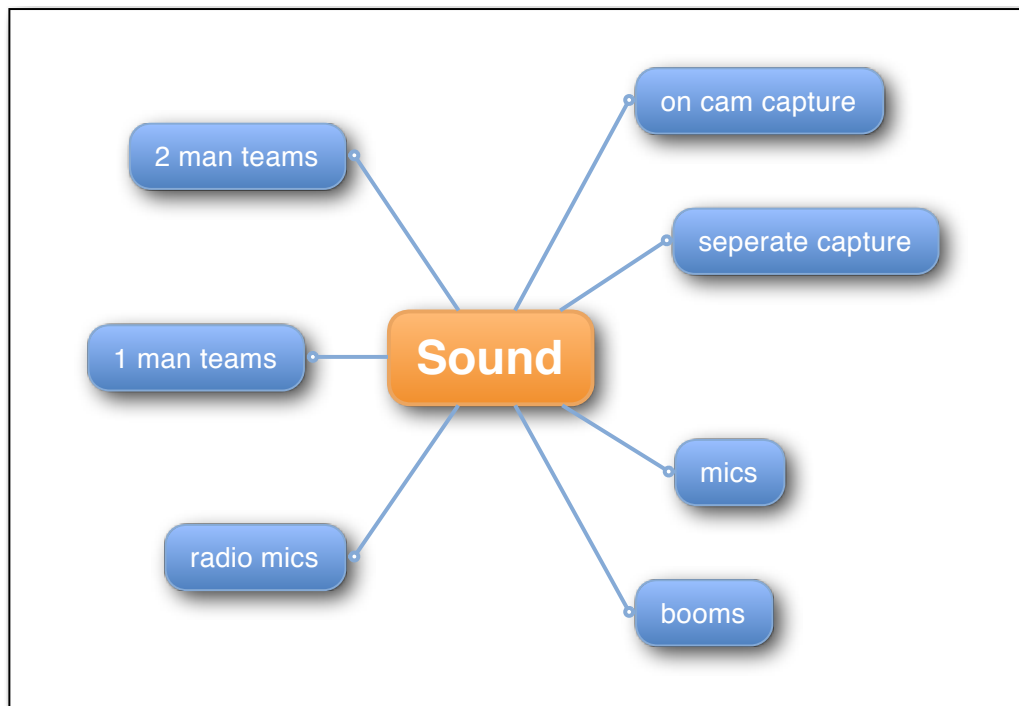 on cam capture
2 man teams
seperate capture
Sound
1 man teams
mics
radio mics
booms